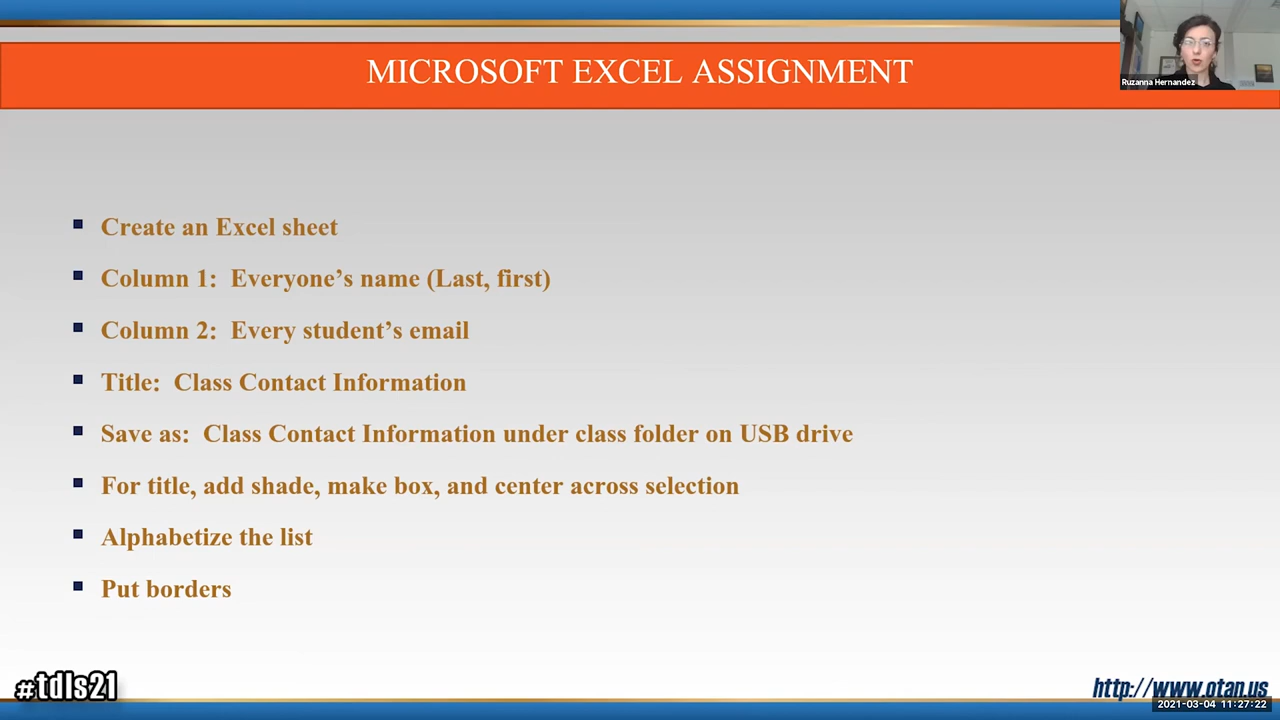 MICROSOFT EXCEL ASSIGNMENT
Ruzanna Hernandez
Create an Excel sheet
Column 1: Everyone’s name (Last, first)
Column 2: Every student’s email
Title: Class Contact Information
Save as: Class Contact Information under class folder on USB drive
For title, add shade, make box, and center across selection
Alphabetize the list
Put borders
#tdls21
http://www.otan.us
2021-03-04 11:27:22